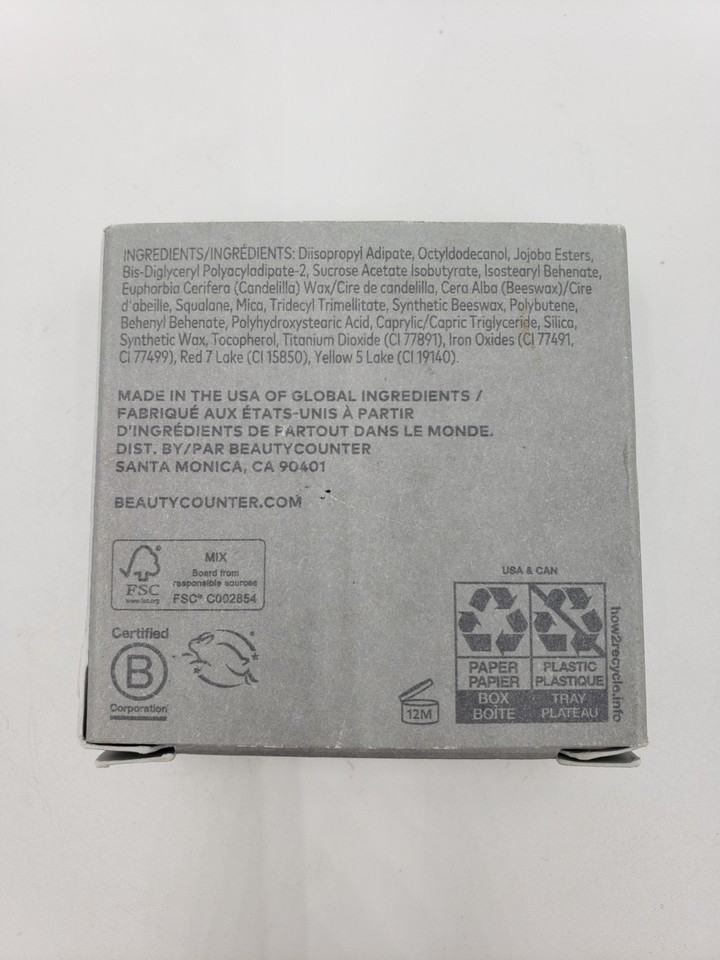 INGREDIENTS/INGRÉDIENTS: Diisopropyl Adipate, Octyldodecanol, Jojoba Esters,
Bis-Diglyceryl Polyacyladipate-2, Sucrose Acetate Isobutyrate, Isostearyl Behenate,
Euphorbia Cerifera (Candelilla) Wax/Cire de candelilla, Cera Alba (Beeswax)/Cire
d'abeille, Squalane, Mica, Tridecyl Trimellitate, Synthetic Beeswax, Polybutene,
Behenyl Behenate, Polyhydroxystearic Acid, Caprylic/Capric Triglyceride, Silica,
Synthetic Wax, Tocopherol, Titanium Dioxide (CI 77891), Iron Oxides (CI 77491,
CI 77499), Red 7 Lake (CI 15850), Yellow 5 Lake (CI 19140).
MADE IN THE USA OF GLOBAL INGREDIENTS /
FABRIQUÉ AUX ÉTATS-UNIS À PARTIR
D'INGRÉDIENTS DE PARTOUT DANS LE MONDE.
DIST. BY/PAR BEAUTYCOUNTER
SANTA MONICA, CA 90401
BEAUTYCOUNTER.COM
FSC
www.fsc.org
MIX
Board from
responsible sources
FSC® C002854
Certified
B
Corporation
12M
USA & CAN
PAPER
PAPIER
BOX
BOÎTE
PLASTIC
PLASTIQUE
TRAY
PLATEAU
how2recycle.info